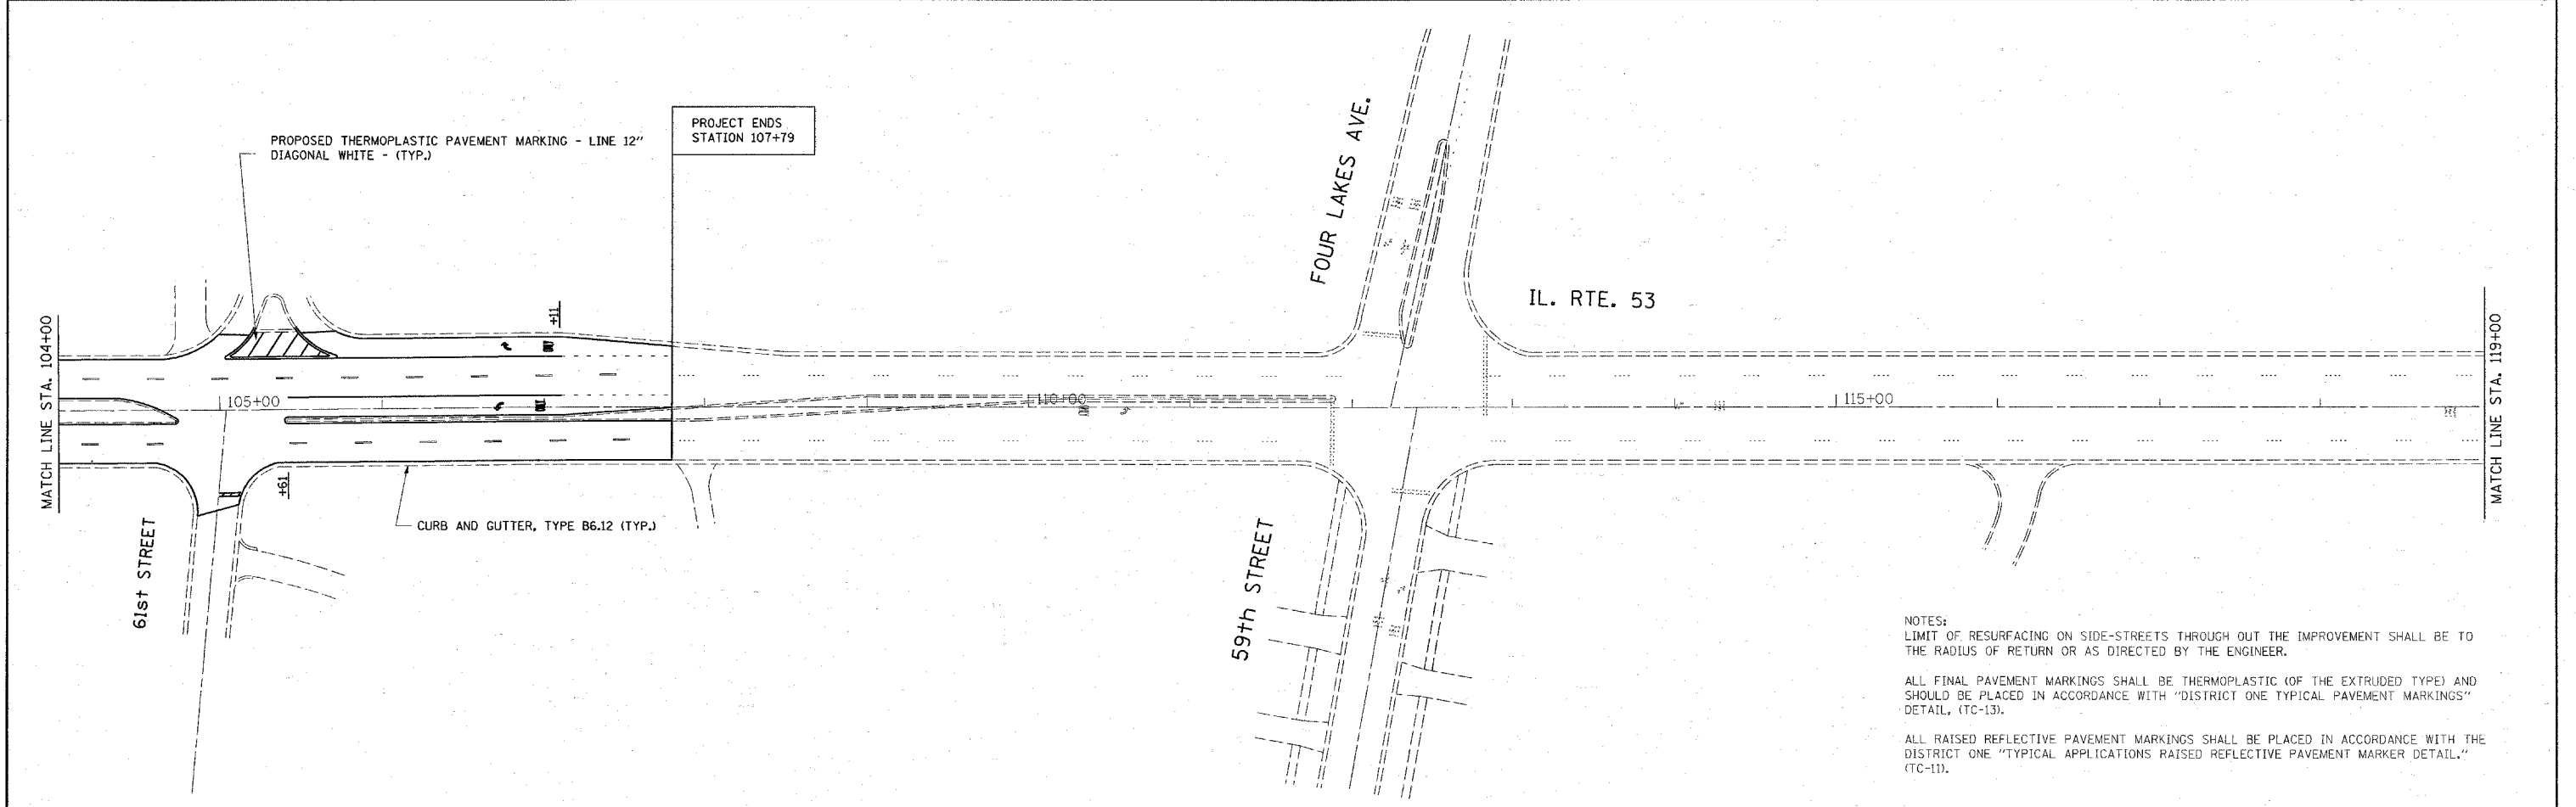 PROPOSED THERMOPLASTIC PAVEMENT MARKING - LINE 12"
DIAGONAL WHITE - (TYP.)
PROJECT ENDS
STATION 107+79
FOUR LAKES AVE.
IL. RTE. 53
MATCH LINE STA. 104+00
+11
105+00
110+00
115+00
MATCH LINE STA. 119+00
+61
CURB AND GUTTER, TYPE B6.12 (TYP.)
61st STREET
59th STREET
NOTES:
LIMIT OF RESURFACING ON SIDE-STREETS THROUGH OUT THE IMPROVEMENT SHALL BE TO
THE RADIUS OF RETURN OR AS DIRECTED BY THE ENGINEER.
ALL FINAL PAVEMENT MARKINGS SHALL BE THERMOPLASTIC (OF THE EXTRUDED TYPE) AND
SHOULD BE PLACED IN ACCORDANCE WITH "DISTRICT ONE TYPICAL PAVEMENT MARKINGS"
DETAIL, (TC-13).
ALL RAISED REFLECTIVE PAVEMENT MARKINGS SHALL BE PLACED IN ACCORDANCE WITH THE
DISTRICT ONE "TYPICAL APPLICATIONS RAISED REFLECTIVE PAVEMENT MARKER DETAIL."
(TC-11).